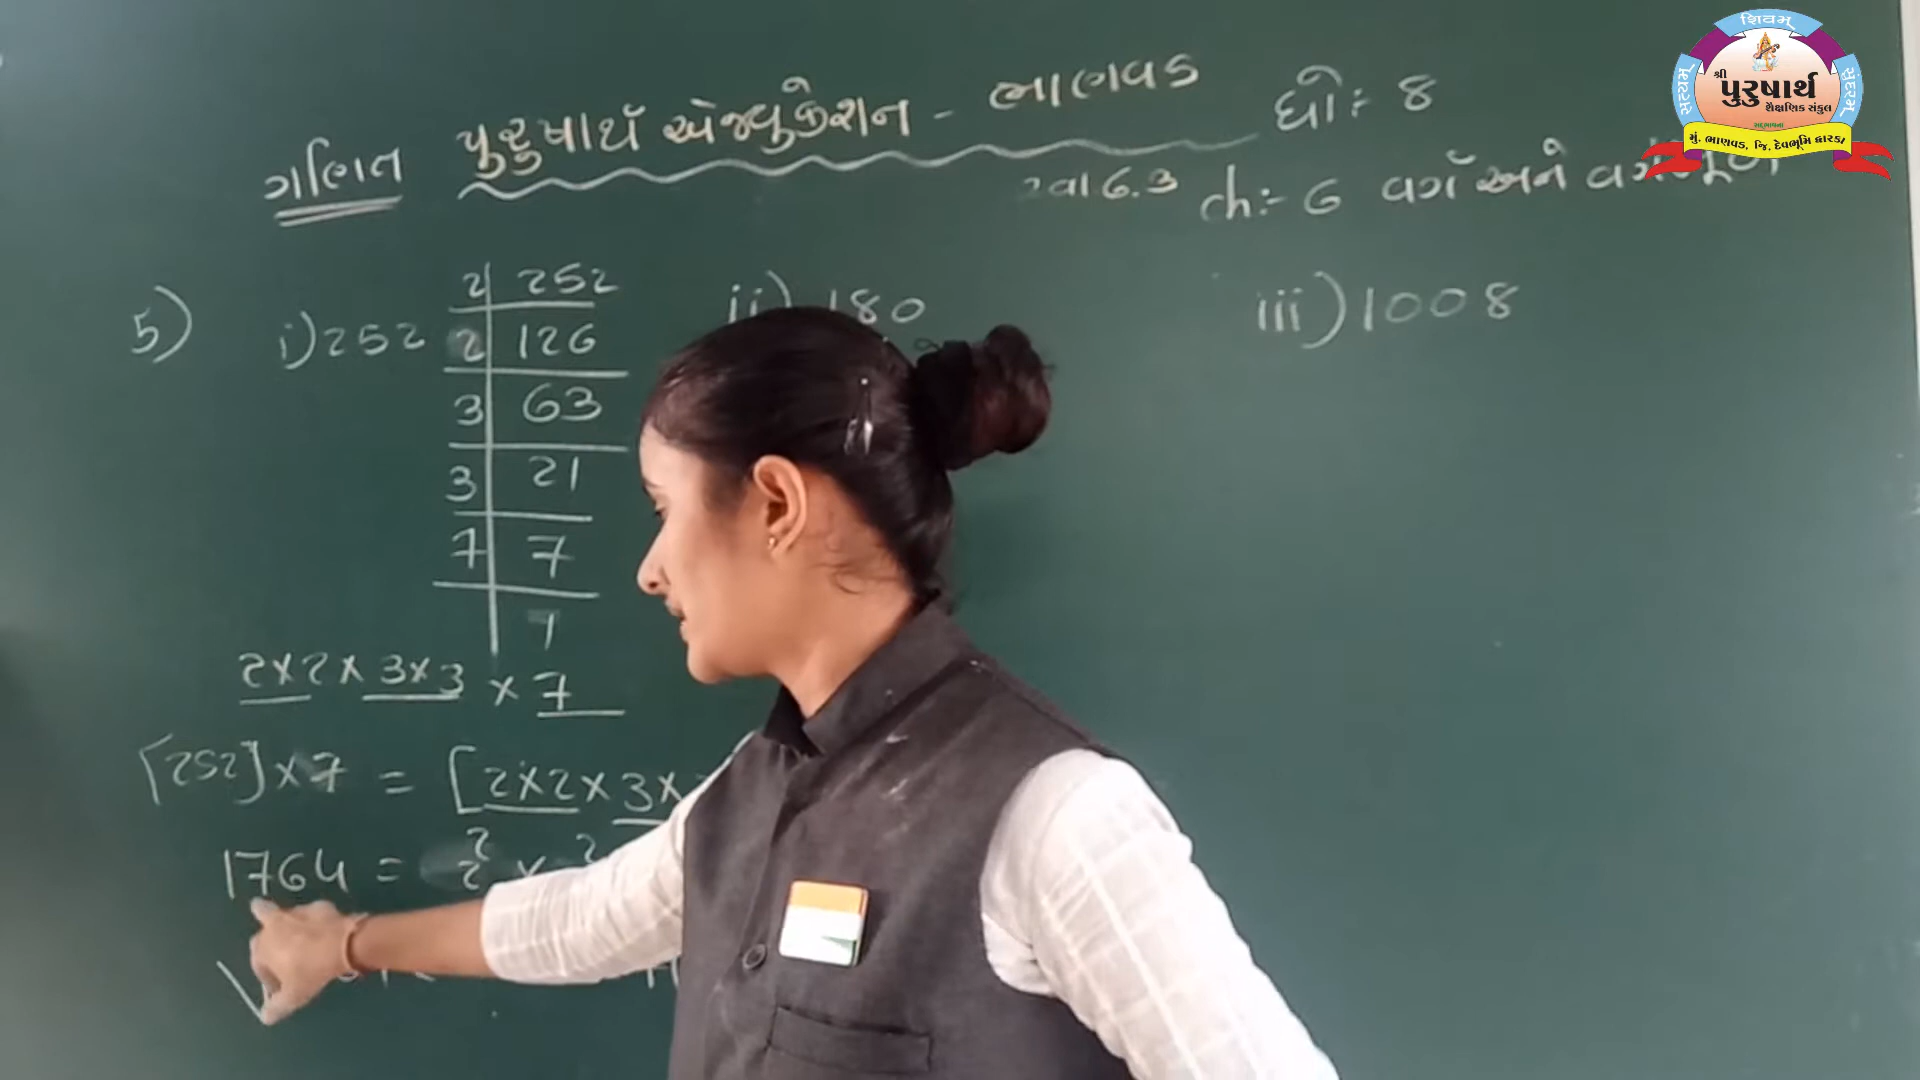 શિવમ્
સત્યમ્
સુંદરમ્
શ્રી
પુરુષાર્થ
શૈક્ષણિક સંકુલ
મું. ભાણવડ, જિ. દેવભૂમિ દ્વારકા
ગણિત પુરુષાર્થ એજ્યુકેશન - ભાણવડ ધો:- 8
સ્વા 6.3 ch:- 6 વર્ગ અને
5) i) 252
2 252
2 126
3 63
3 21
7 7
1
ii) 180
iii) 1008
2×2×3×3 × 7
[252]×7 = [2×2×3×
1764 = 2² ×